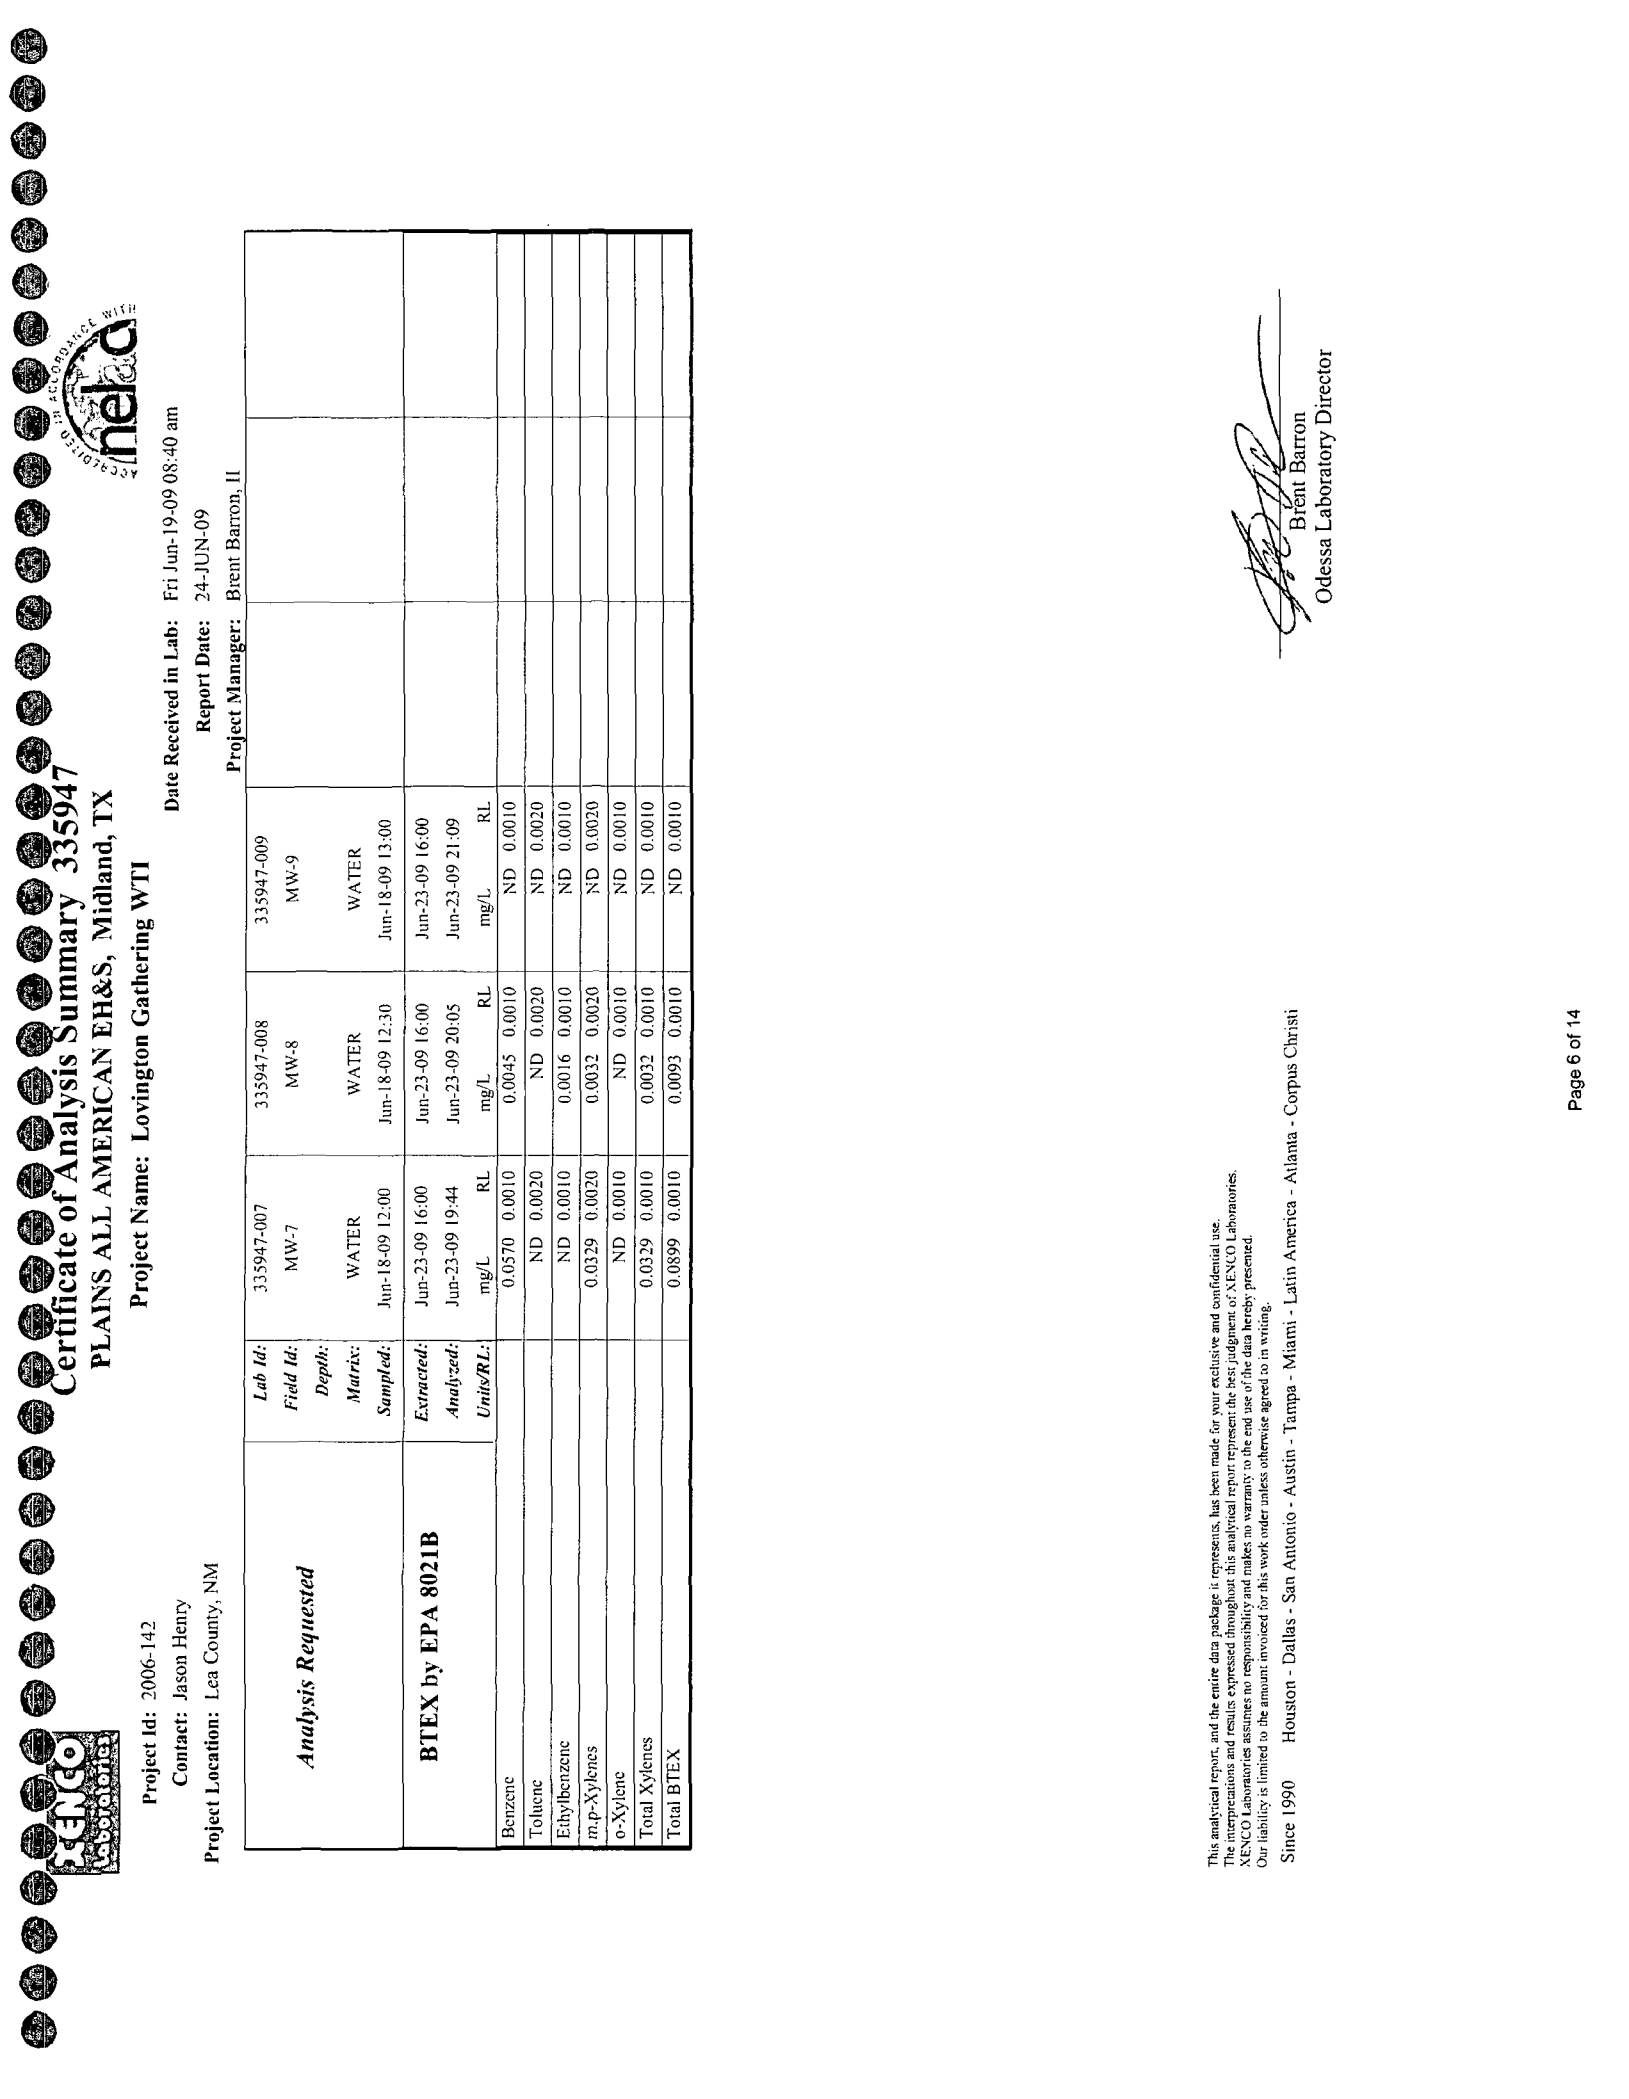 XENCO
Laboratories
Certificate of Analysis Summary 335947
PLAINS ALL AMERICAN EH&S, Midland, TX
Project Name: Lovington Gathering WTI
ACCREDITED IN ACCORDANCE WITH
nelac
Project Id: 2006-142
Contact: Jason Henry
Project Location: Lea County, NM
Date Received in Lab: Fri Jun-19-09 08:40 am
Report Date: 24-JUN-09
Project Manager: Brent Barron, II
Analysis Requested
Lab Id: 335947-007 335947-008 335947-009
Field Id: MW-7 MW-8 MW-9
Depth:
Matrix: WATER WATER WATER
Sampled: Jun-18-09 12:00 Jun-18-09 12:30 Jun-18-09 13:00
BTEX by EPA 8021B
Extracted: Jun-23-09 16:00 Jun-23-09 16:00 Jun-23-09 16:00
Analyzed: Jun-23-09 19:44 Jun-23-09 20:05 Jun-23-09 21:09
Units/RL: mg/L RL mg/L RL mg/L RL
Benzene 0.0570 0.0010 0.0045 0.0010 ND 0.0010
Toluene ND 0.0020 ND 0.0020 ND 0.0020
Ethylbenzene ND 0.0010 0.0016 0.0010 ND 0.0010
m,p-Xylenes 0.0329 0.0020 0.0032 0.0020 ND 0.0020
o-Xylene ND 0.0010 ND 0.0010 ND 0.0010
Total Xylenes 0.0329 0.0010 0.0032 0.0010 ND 0.0010
Total BTEX 0.0899 0.0010 0.0093 0.0010 ND 0.0010
This analytical report, and the entire data package it represents, has been made for your exclusive and confidential use.
The interpretations and results expressed throughout this analytical report represent the best judgment of XENCO Laboratories.
XENCO Laboratories assumes no responsibility and makes no warranty to the end use of the data hereby presented.
Our liability is limited to the amount invoiced for this work order unless otherwise agreed to in writing.
Since 1990 Houston - Dallas - San Antonio - Austin - Tampa - Miami - Latin America - Atlanta - Corpus Christi
Brent Barron
Odessa Laboratory Director
Page 6 of 14